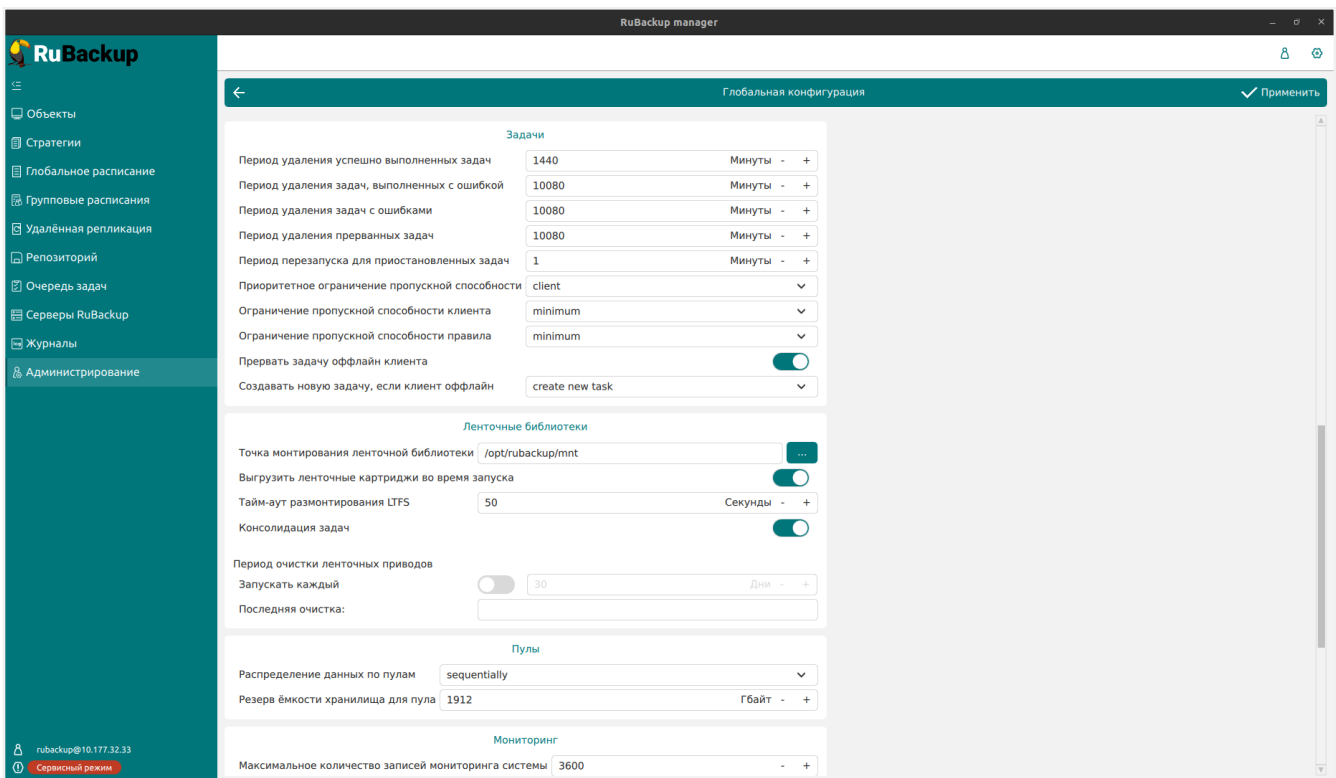 RuBackup manager
RuBackup
Глобальная конфигурация
Применить
Объекты
Стратегии
Глобальное расписание
Групповые расписания
Удалённая репликация
Репозиторий
Очередь задач
Серверы RuBackup
Журналы
Администрирование
Задачи
Период удаления успешно выполненных задач 1440 Минуты - +
Период удаления задач, выполненных с ошибкой 10080 Минуты - +
Период удаления задач с ошибками 10080 Минуты - +
Период удаления прерванных задач 10080 Минуты - +
Период перезапуска для приостановленных задач 1 Минуты - +
Приоритетное ограничение пропускной способности client
Ограничение пропускной способности клиента minimum
Ограничение пропускной способности правила minimum
Прервать задачу оффлайн клиента
Создавать новую задачу, если клиент оффлайн create new task
Ленточные библиотеки
Точка монтирования ленточной библиотеки /opt/rubackup/mnt ...
Выгрузить ленточные картриджи во время запуска
Тайм-аут размонтирования LTFS 50 Секунды - +
Консолидация задач
Период очистки ленточных приводов
Запускать каждый 30 Дни - +
Последняя очистка:
Пулы
Распределение данных по пулам sequentially
Резерв ёмкости хранилища для пула 1912 Гбайт - +
Мониторинг
Максимальное количество записей мониторинга системы 3600 - +
rubackup@10.177.32.33
Сервисный режим